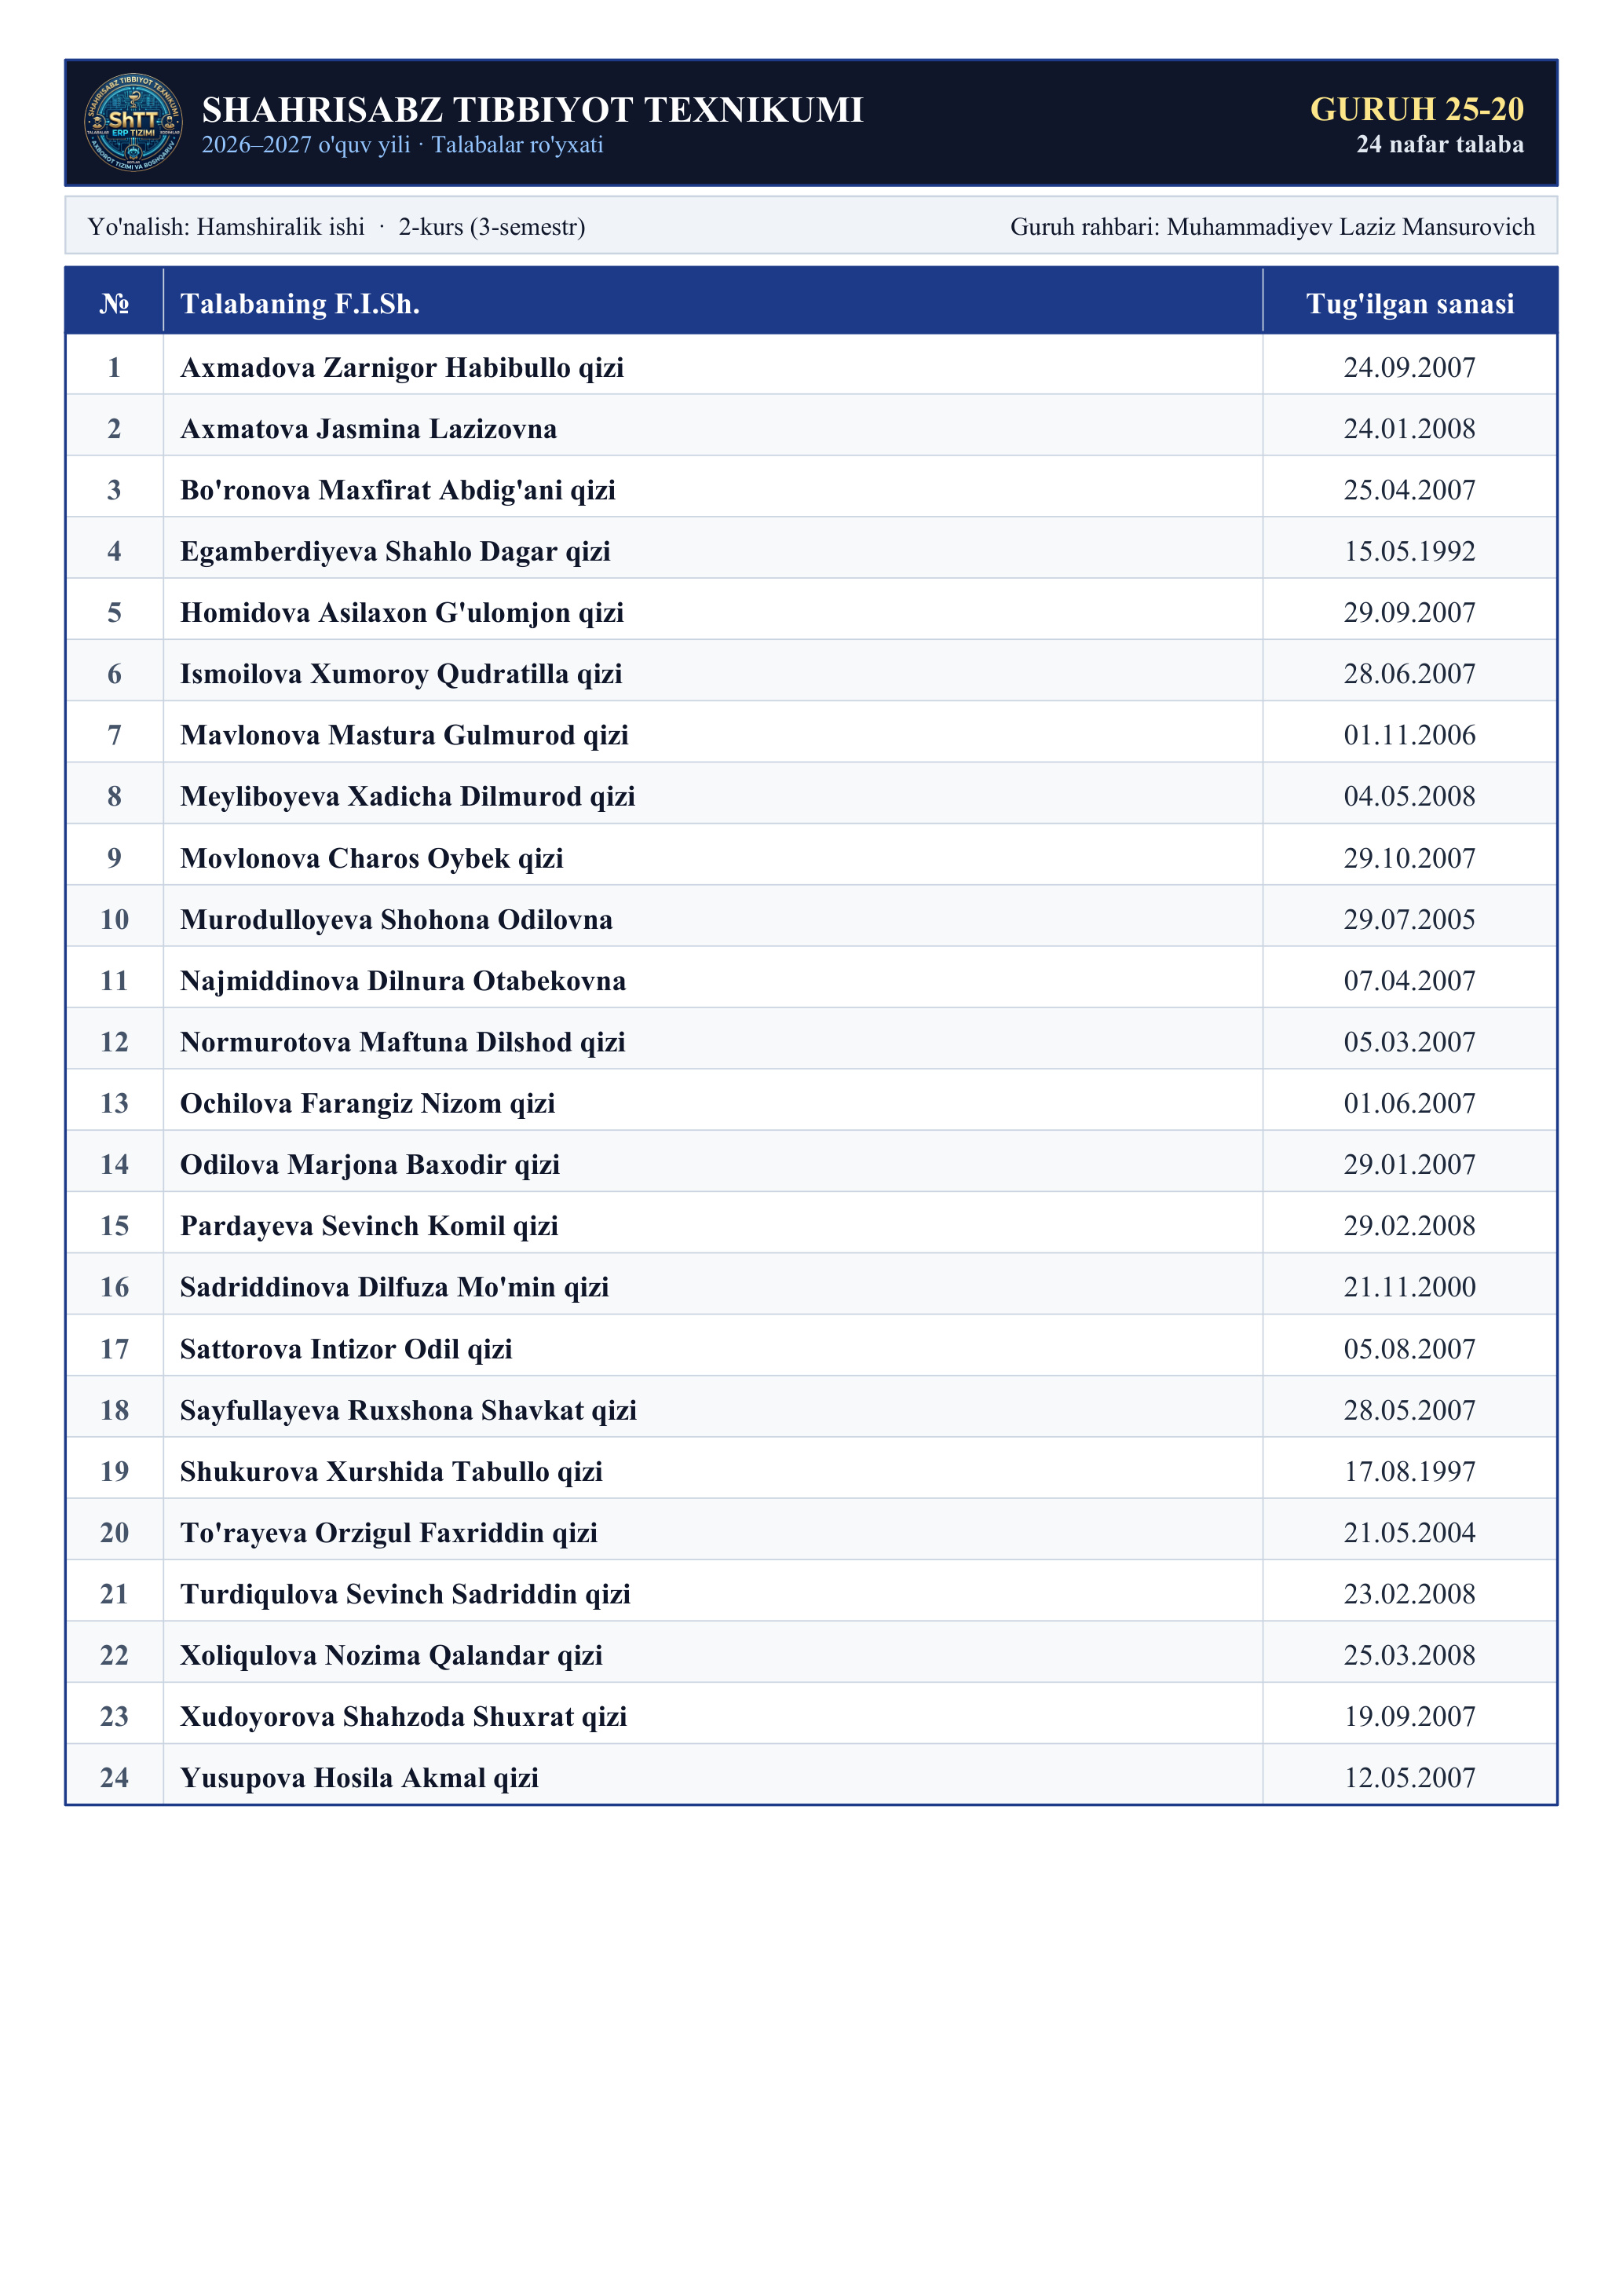 SHAHRISABZ TIBBIYOT TEXNIKUMI
ShTT
ERP TIZIMI
SHAHRISABZ TIBBIYOT TEXNIKUMI
2026–2027 o'quv yili · Talabalar ro'yxati
GURUH 25-20
24 nafar talaba
Yo'nalish: Hamshiralik ishi · 2-kurs (3-semestr)
Guruh rahbari: Muhammadiyev Laziz Mansurovich
№ Talabaning F.I.Sh. Tug'ilgan sanasi
1 Axmadova Zarnigor Habibullo qizi 24.09.2007
2 Axmatova Jasmina Lazizovna 24.01.2008
3 Bo'ronova Maxfirat Abdig'ani qizi 25.04.2007
4 Egamberdiyeva Shahlo Dagar qizi 15.05.1992
5 Homidova Asilaxon G'ulomjon qizi 29.09.2007
6 Ismoilova Xumoroy Qudratilla qizi 28.06.2007
7 Mavlonova Mastura Gulmurod qizi 01.11.2006
8 Meyliboyeva Xadicha Dilmurod qizi 04.05.2008
9 Movlonova Charos Oybek qizi 29.10.2007
10 Murodulloyeva Shohona Odilovna 29.07.2005
11 Najmiddinova Dilnura Otabekovna 07.04.2007
12 Normurotova Maftuna Dilshod qizi 05.03.2007
13 Ochilova Farangiz Nizom qizi 01.06.2007
14 Odilova Marjona Baxodir qizi 29.01.2007
15 Pardayeva Sevinch Komil qizi 29.02.2008
16 Sadriddinova Dilfuza Mo'min qizi 21.11.2000
17 Sattorova Intizor Odil qizi 05.08.2007
18 Sayfullayeva Ruxshona Shavkat qizi 28.05.2007
19 Shukurova Xurshida Tabullo qizi 17.08.1997
20 To'rayeva Orzigul Faxriddin qizi 21.05.2004
21 Turdiqulova Sevinch Sadriddin qizi 23.02.2008
22 Xoliqulova Nozima Qalandar qizi 25.03.2008
23 Xudoyorova Shahzoda Shuxrat qizi 19.09.2007
24 Yusupova Hosila Akmal qizi 12.05.2007